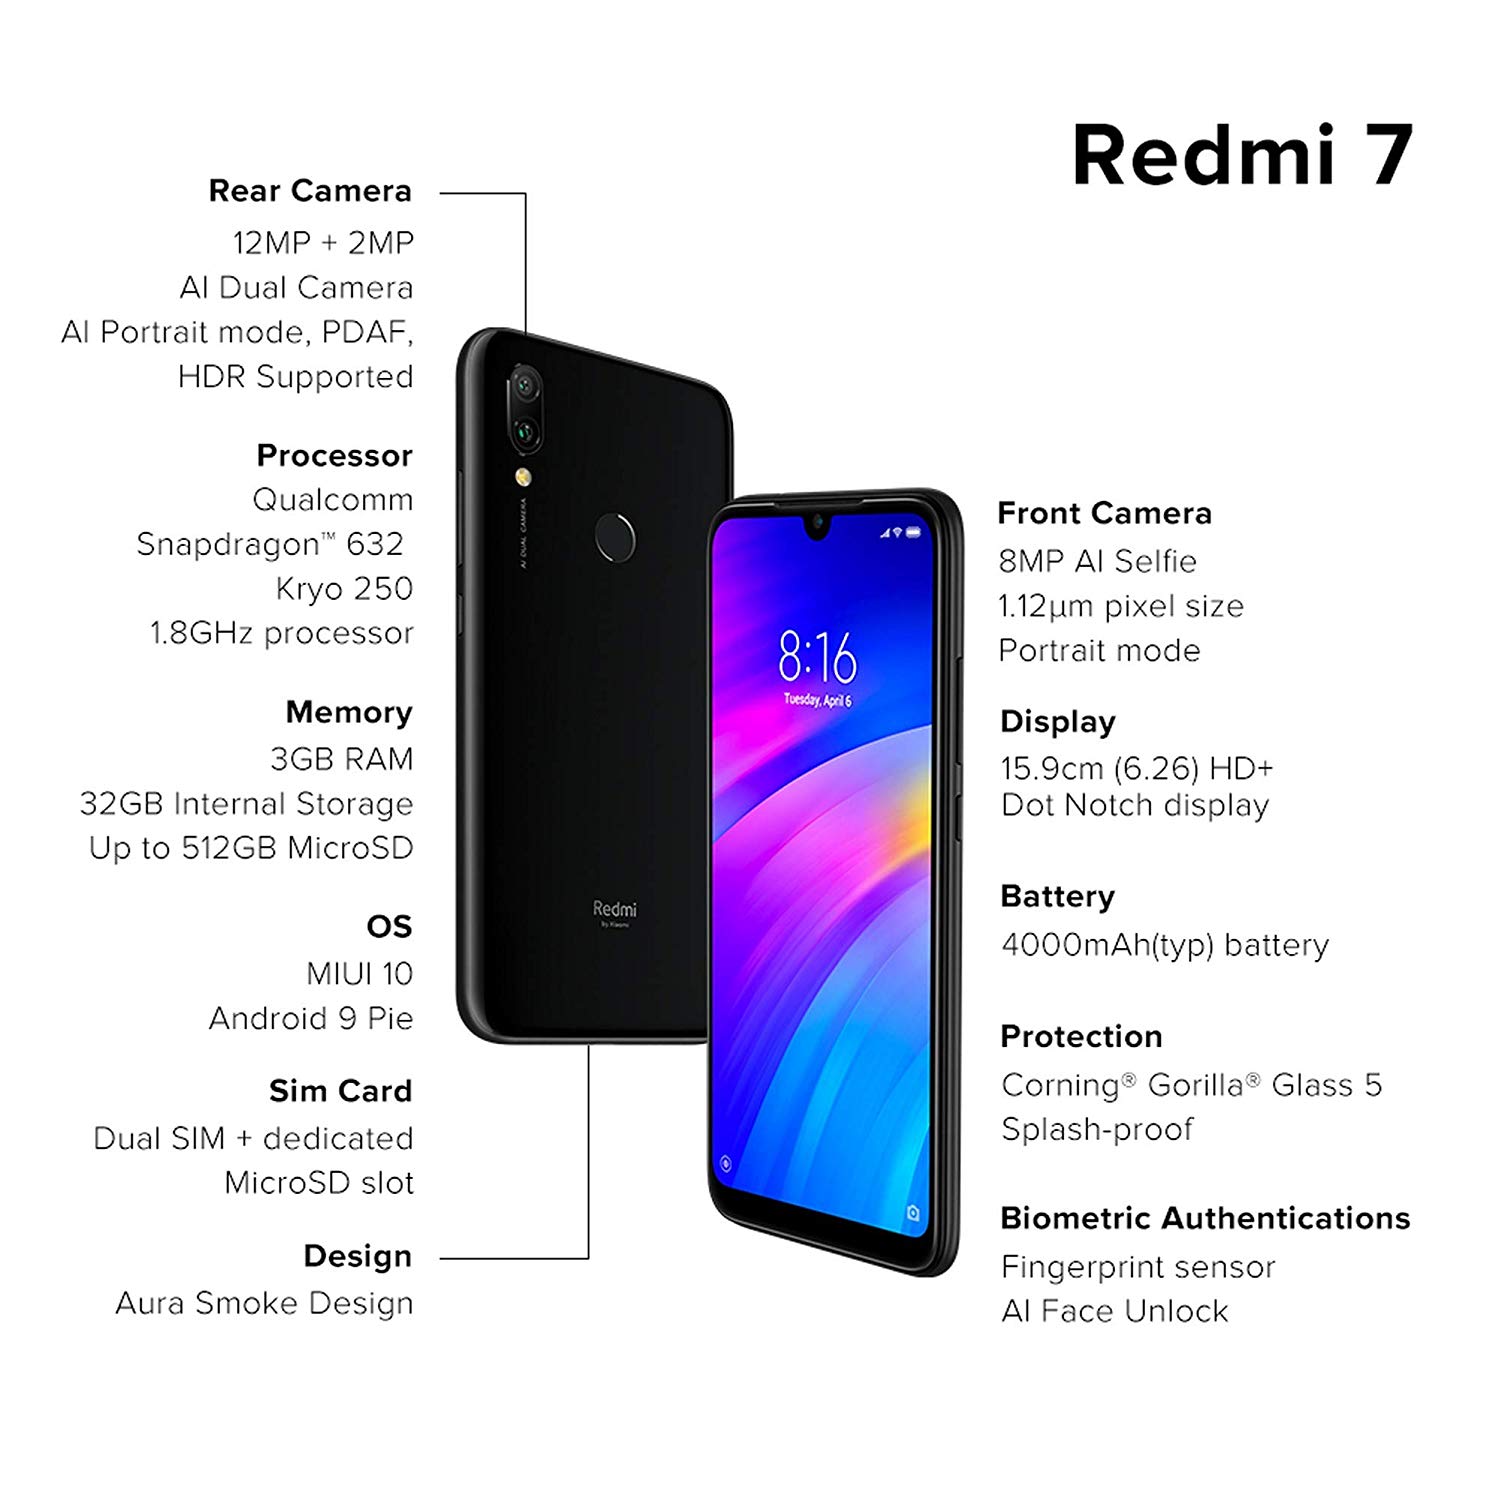 Redmi 7
Rear Camera
12MP + 2MP
AI Dual Camera
AI Portrait mode, PDAF,
HDR Supported
Processor
Qualcomm
Snapdragon™ 632
Kryo 250
1.8GHz processor
Memory
3GB RAM
32GB Internal Storage
Up to 512GB MicroSD
OS
MIUI 10
Android 9 Pie
Sim Card
Dual SIM + dedicated
MicroSD slot
Design
Aura Smoke Design
AI DUAL CAMERA
Redmi
by Xiaomi
8:16
Tuesday, April 6
Front Camera
8MP AI Selfie
1.12µm pixel size
Portrait mode
Display
15.9cm (6.26) HD+
Dot Notch display
Battery
4000mAh(typ) battery
Protection
Corning® Gorilla® Glass 5
Splash-proof
Biometric Authentications
Fingerprint sensor
AI Face Unlock